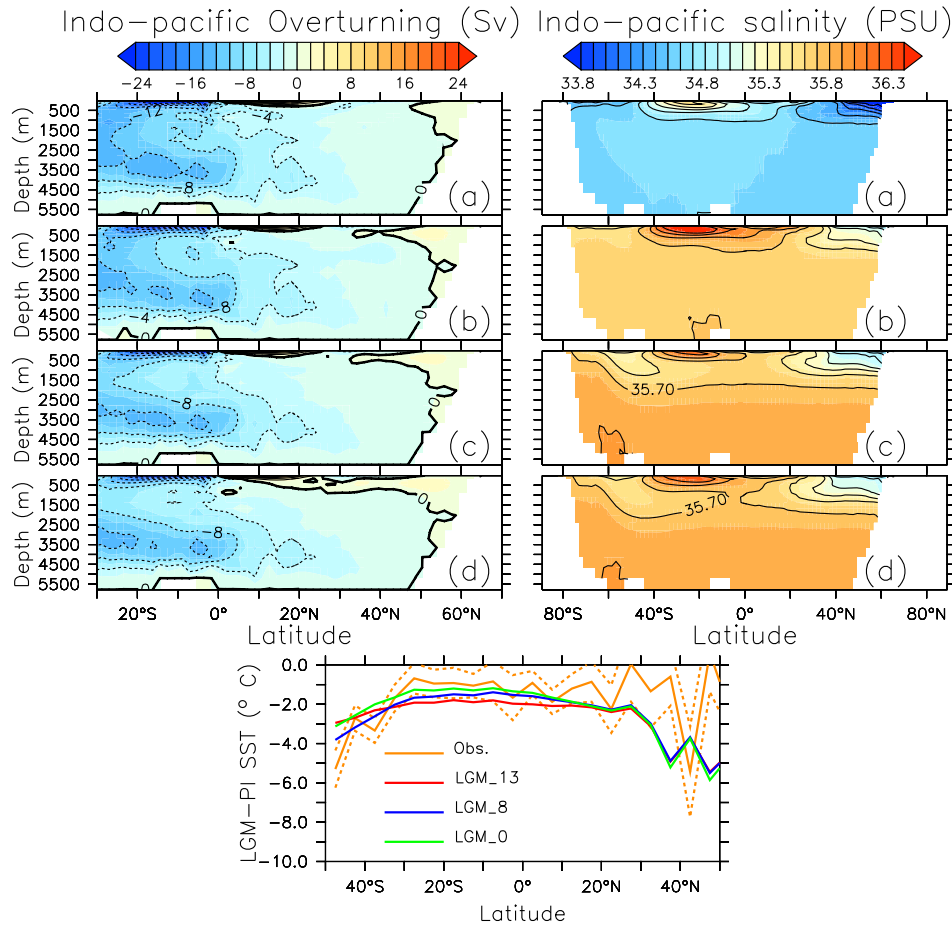 Indo-pacific Overturning (Sv)
Indo-pacific salinity (PSU)
-24 -16 -8 0 8 16 24
33.8 34.3 34.8 35.3 35.8 36.3
Depth (m)
500
1500
2500
3500
4500
5500
-12
-4
-8
0
0
(a)
(a)
Depth (m)
500
1500
2500
3500
4500
5500
-8
-8
-4
0
0
(b)
(b)
Depth (m)
500
1500
2500
3500
4500
5500
-8
0
(c)
35.70
(c)
Depth (m)
500
1500
2500
3500
4500
5500
-8
0
0
(d)
35.70
(d)
20°S 0° 20°N 40°N 60°N
80°S 40°S 0° 40°N 80°N
Latitude
Latitude
LGM-PI SST (° C)
0.0
-2.0
-4.0
-6.0
-8.0
-10.0
Obs.
LGM_13
LGM_8
LGM_0
40°S 20°S 0° 20°N 40°N
Latitude